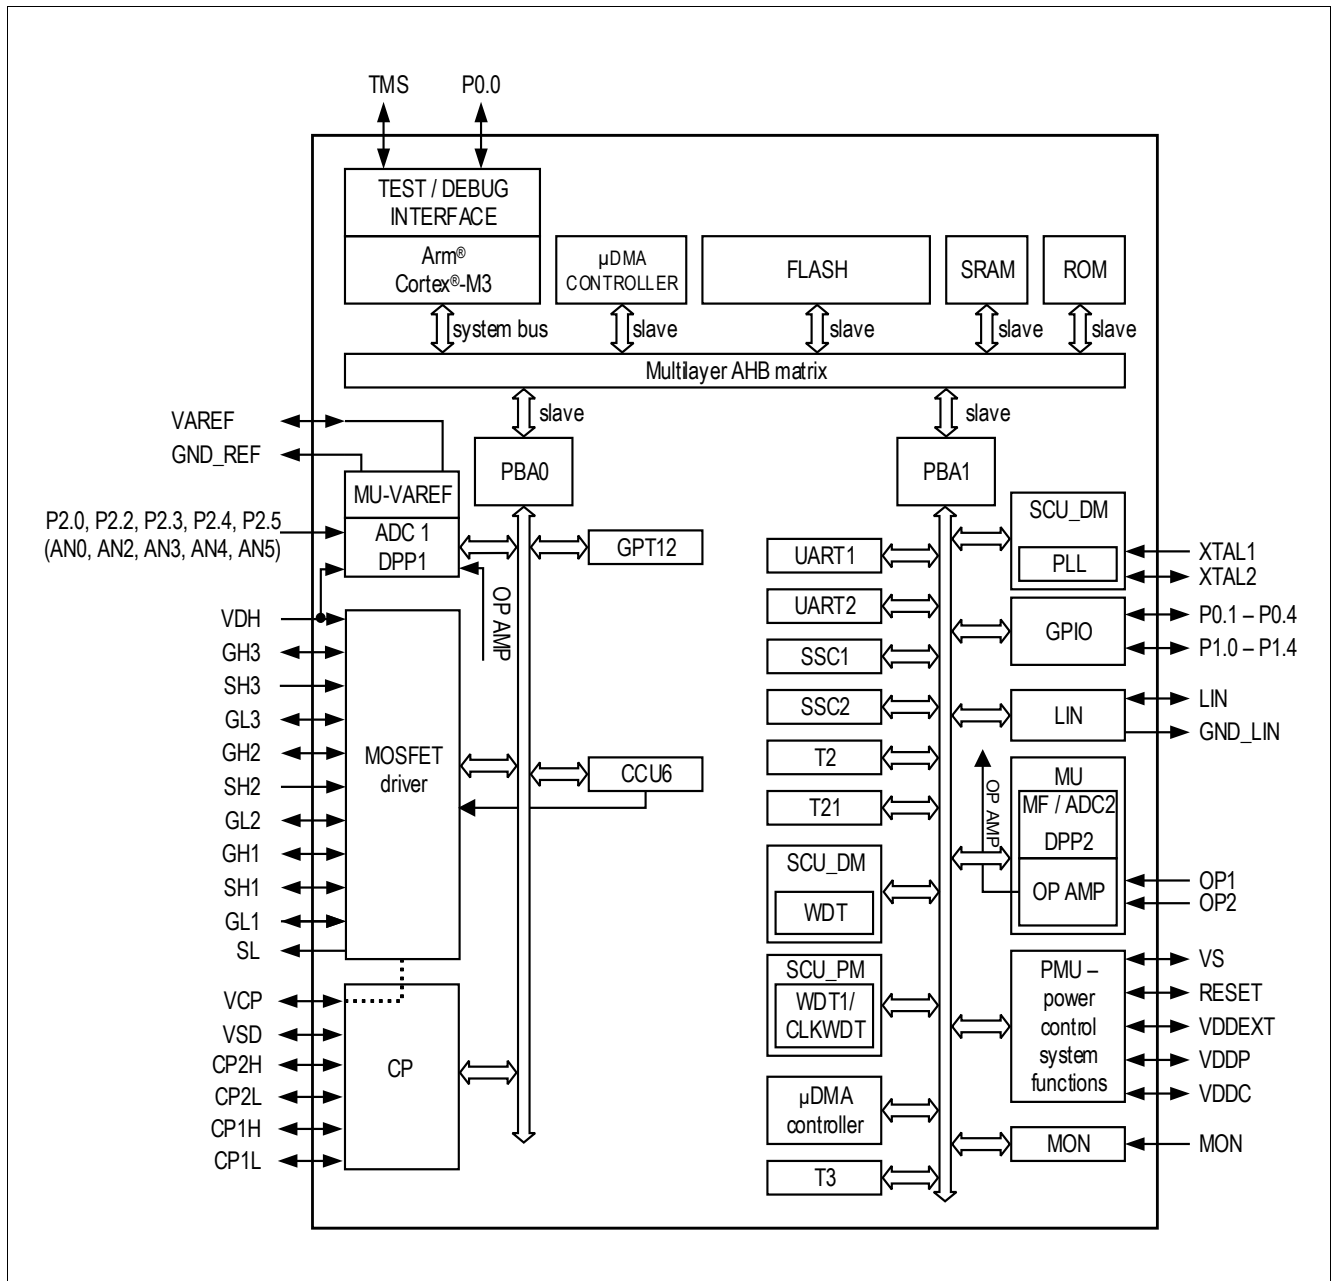 TMS
P0.0
TEST / DEBUG
INTERFACE
Arm®
Cortex®-M3
µDMA
CONTROLLER
FLASH
SRAM
ROM
system bus
slave
slave
slave
slave
Multilayer AHB matrix
slave
slave
VAREF
GND_REF
PBA0
PBA1
MU-VAREF
P2.0, P2.2, P2.3, P2.4, P2.5
(AN0, AN2, AN3, AN4, AN5)
ADC 1
DPP1
GPT12
OP AMP
VDH
GH3
SH3
GL3
GH2
SH2
GL2
GH1
SH1
GL1
SL
MOSFET
driver
CCU6
VCP
VSD
CP2H
CP2L
CP1H
CP1L
CP
UART1
UART2
SSC1
SSC2
T2
T21
SCU_DM
WDT
SCU_PM
WDT1/
CLKWDT
µDMA
controller
T3
SCU_DM
PLL
XTAL1
XTAL2
GPIO
P0.1 – P0.4
P1.0 – P1.4
LIN
LIN
GND_LIN
OP AMP
MU
MF / ADC2
DPP2
OP AMP
OP1
OP2
PMU –
power
control
system
functions
VS
RESET
VDDEXT
VDDP
VDDC
MON
MON